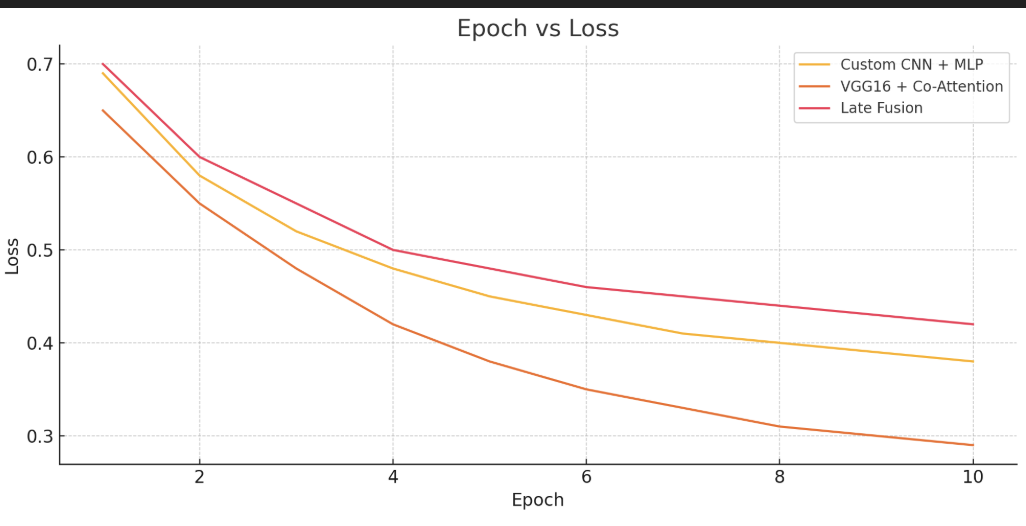 Epoch vs Loss
Custom CNN + MLP
VGG16 + Co-Attention
Late Fusion
0.7
0.6
0.5
0.4
0.3
Loss
2 4 6 8 10
Epoch